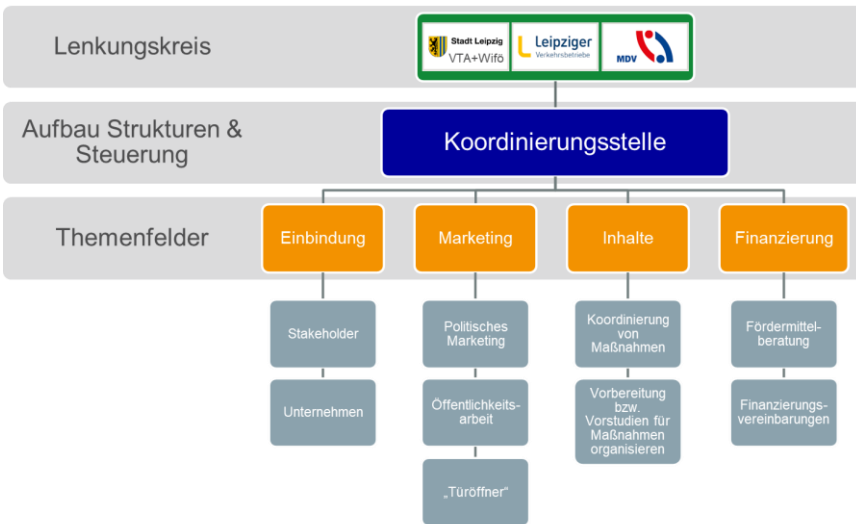 Lenkungskreis
Stadt Leipzig
VTA+Wifö
Leipziger
Verkehrsbetriebe
MDV
Aufbau Strukturen &
Steuerung
Koordinierungsstelle
Themenfelder
Einbindung
Marketing
Inhalte
Finanzierung
Stakeholder
Politisches
Marketing
Koordinierung
von
Maßnahmen
Fördermittel-
beratung
Unternehmen
Öffentlichkeits-
arbeit
Vorbereitung
bzw.
Vorstudien für
Maßnahmen
organisieren
Finanzierungs-
vereinbarungen
„Türöffner“